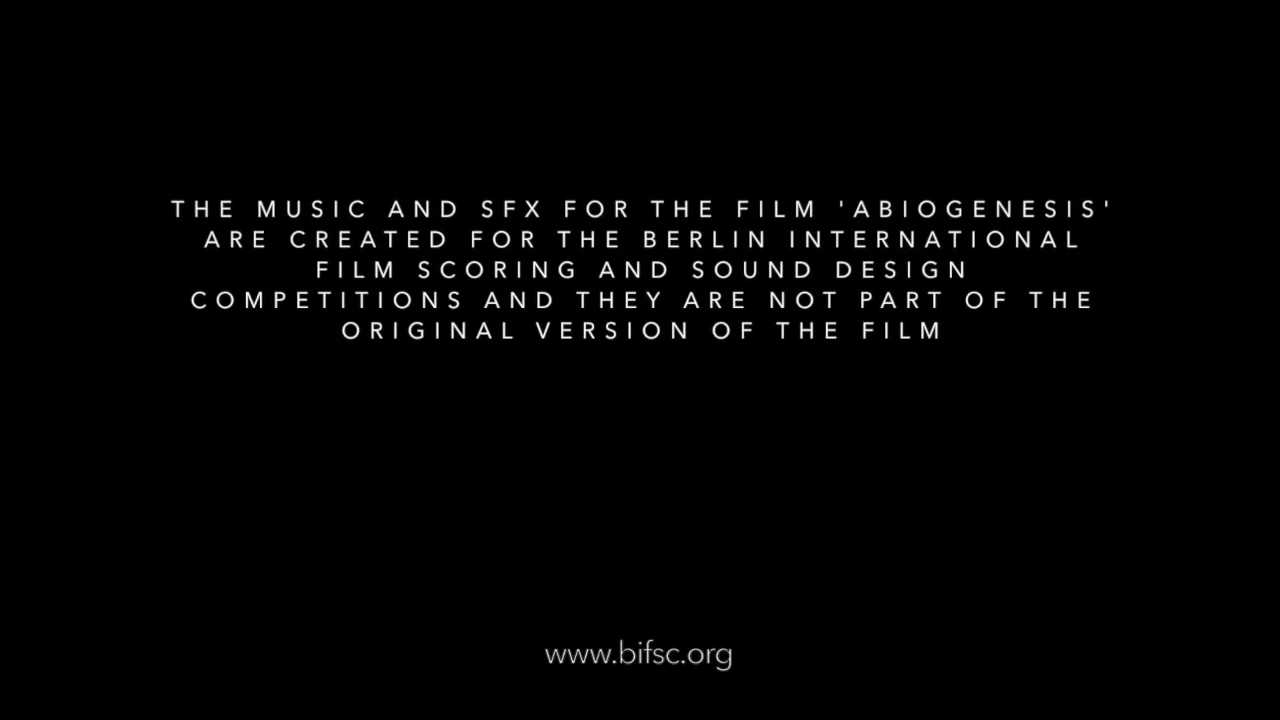 THE MUSIC AND SFX FOR THE FILM 'ABIOGENESIS'
ARE CREATED FOR THE BERLIN INTERNATIONAL
FILM SCORING AND SOUND DESIGN
COMPETITIONS AND THEY ARE NOT PART OF THE
ORIGINAL VERSION OF THE FILM
www.bifsc.org